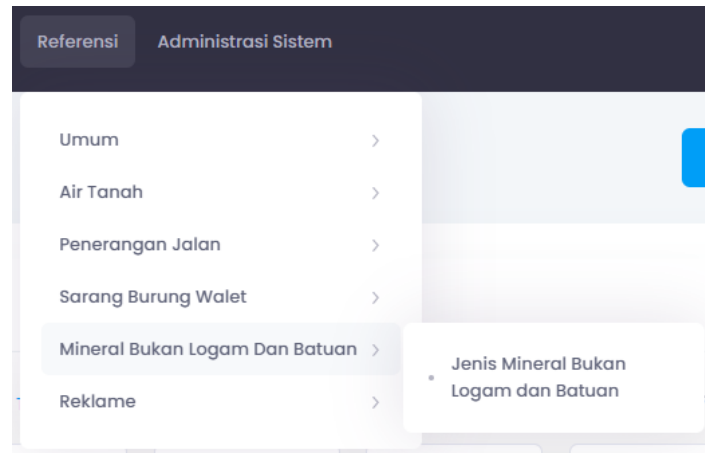 Referensi Administrasi Sistem
Umum
Air Tanah
Penerangan Jalan
Sarang Burung Walet
Mineral Bukan Logam Dan Batuan
Jenis Mineral Bukan
Logam dan Batuan
Reklame